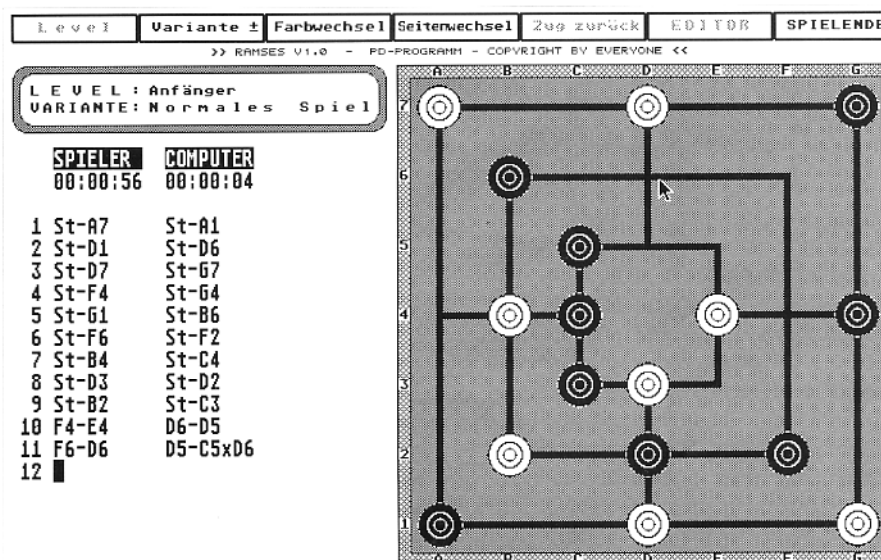 Level Variante ± Farbwechsel Seitenwechsel Zug zurück EDITOR SPIELENDE
>> RAMSES V1.0 - PD-PROGRAMM - COPYRIGHT BY EVERYONE <<
LEVEL: Anfänger
VARIANTE: Normales Spiel
SPIELER COMPUTER
00:00:56 00:00:04
1 St-A7 St-A1
2 St-D1 St-D6
3 St-D7 St-G7
4 St-F4 St-G4
5 St-G1 St-B6
6 St-F6 St-F2
7 St-B4 St-C4
8 St-D3 St-D2
9 St-B2 St-C3
10 F4-E4 D6-D5
11 F6-D6 D5-C5xD6
12
A B C D E F G
7
6
5
4
3
2
1
A B C D E F G